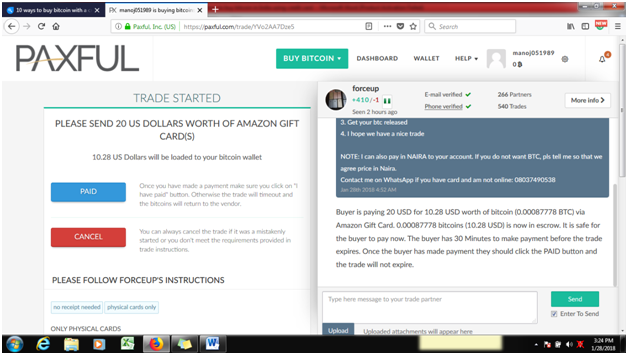 10 ways to buy bitcoin with a
manoj051989 is buying bitcoin
Paxful, Inc. (US)
https://paxful.com/trade/YVo2AA7Dze5
Search
PAXFUL
BUY BITCOIN
DASHBOARD
WALLET
HELP
manoj051989
0
4
TRADE STARTED
PLEASE SEND 20 US DOLLARS WORTH OF AMAZON GIFT
CARD(S)
10.28 US Dollars will be loaded to your bitcoin wallet
PAID
Once you have made a payment make sure you click on "I
have paid" button. Otherwise the trade will timeout and
the bitcoins will return to the vendor.
CANCEL
You can always cancel the trade if it was a mistakenly
started or you don't meet the requirements provided in
trade instructions.
PLEASE FOLLOW FORCEUP'S INSTRUCTIONS
no receipt needed
physical cards only
ONLY PHYSICAL CARDS
forceup
+410/-1
Seen 2 hours ago
E-mail verified
Phone verified
266 Partners
540 Trades
More info
3. Get your btc released
4. I hope we have a nice trade
NOTE: I can also pay in NAIRA to your account. If you do not want BTC, pls tell me so that we
agree price in Naira.
Contact me on WhatsApp if you have card and am not online: 08037490538
Jan 28th 2018 4:52 AM
Buyer is paying 20 USD for 10.28 USD worth of bitcoin (0.00087778 BTC) via
Amazon Gift Card. 0.00087778 bitcoins (10.28 USD) is now in escrow. It is safe for
the buyer to pay now. The buyer has 30 Minutes to make payment before the trade
expires. Once the buyer has made payment they should click the PAID button and
the trade will not expire.
Type here message to your trade partner
Send
Enter To Send
Upload
Uploaded attachments will appear here
3:24 PM
1/28/2018